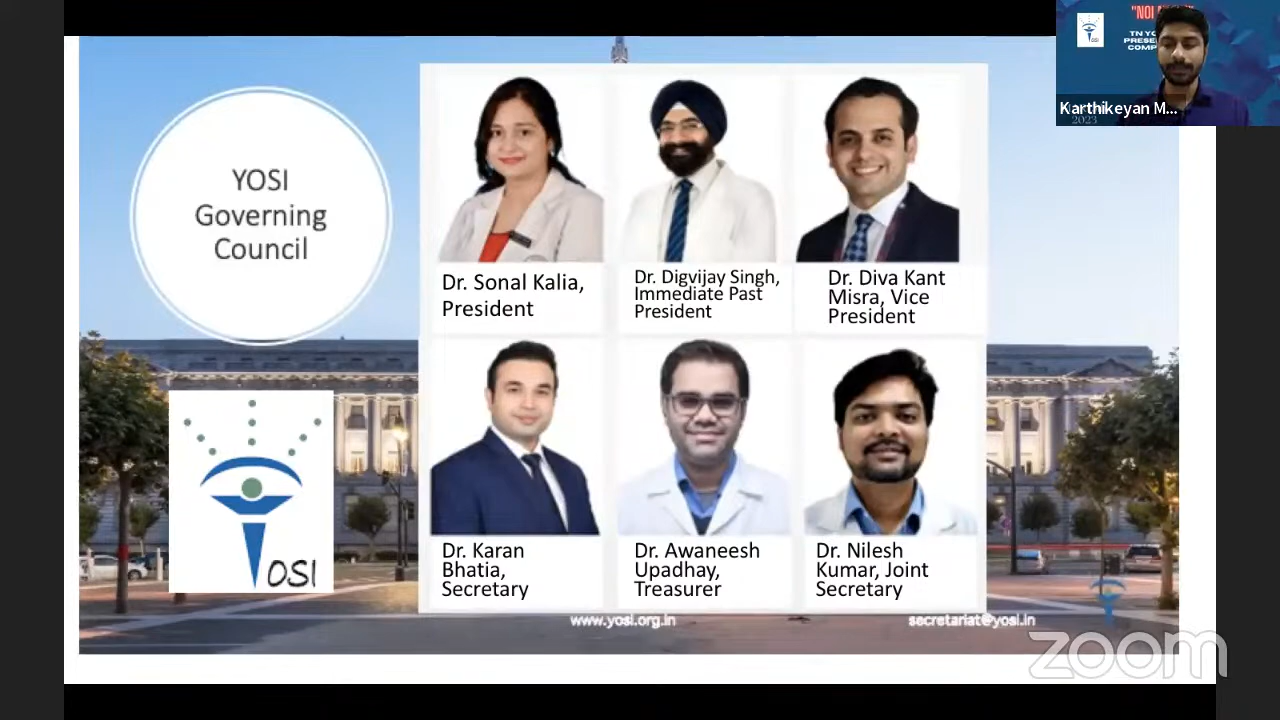 YOSI
Governing
Council
Dr. Sonal Kalia,
President
Dr. Digvijay Singh,
Immediate Past
President
Dr. Diva Kant
Misra, Vice
President
Dr. Karan
Bhatia,
Secretary
Dr. Awaneesh
Upadhay,
Treasurer
Dr. Nilesh
Kumar, Joint
Secretary
YOSI
www.yosi.org.in
secretariat@yosi.in
zoom
Karthikeyan M...
2023